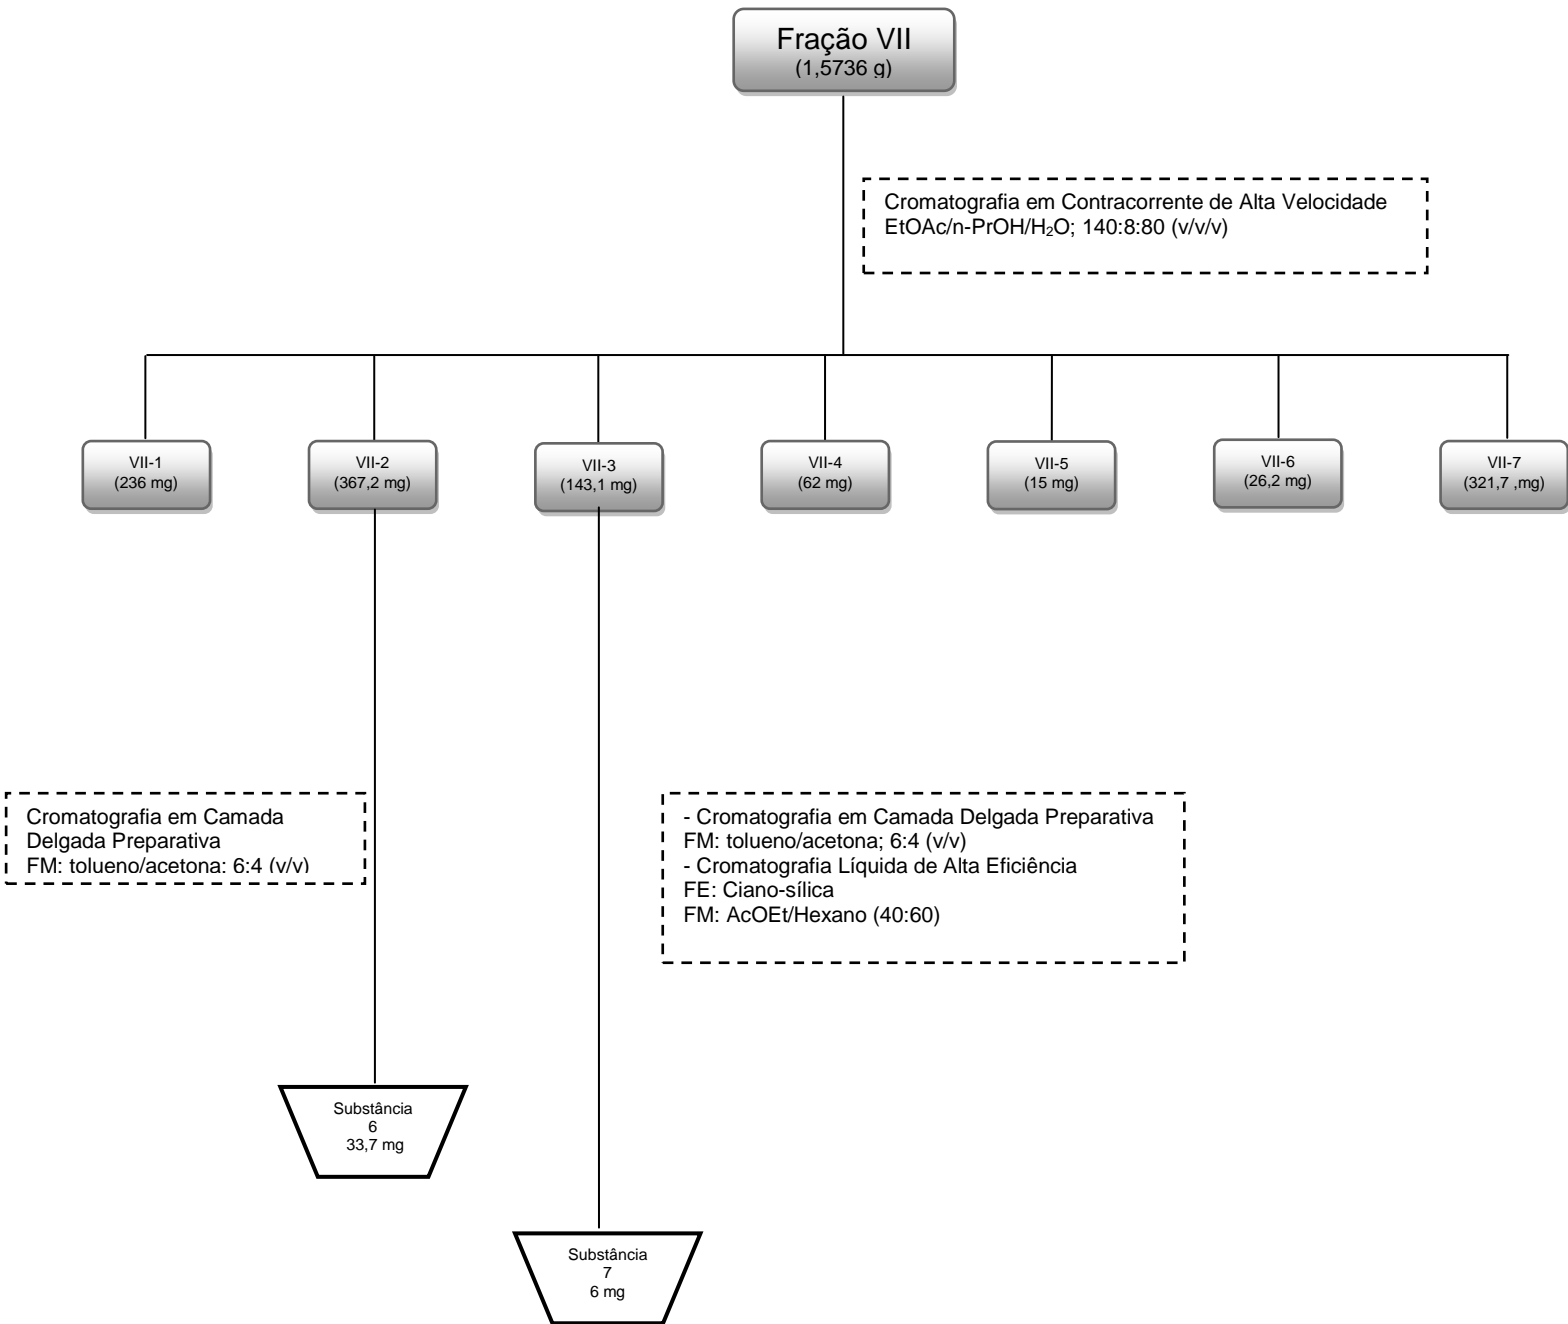 Fração VII
(1,5736 g)
Cromatografia em Contracorrente de Alta Velocidade
EtOAc/n-PrOH/H₂O; 140:8:80 (v/v/v)
VII-1
(236 mg)
VII-2
(367,2 mg)
VII-3
(143,1 mg)
VII-4
(62 mg)
VII-5
(15 mg)
VII-6
(26,2 mg)
VII-7
(321,7 ,mg)
Cromatografia em Camada
Delgada Preparativa
FM: tolueno/acetona: 6:4 (v/v)
- Cromatografia em Camada Delgada Preparativa
FM: tolueno/acetona; 6:4 (v/v)
- Cromatografia Líquida de Alta Eficiência
FE: Ciano-sílica
FM: AcOEt/Hexano (40:60)
Substância
6
33,7 mg
Substância
7
6 mg